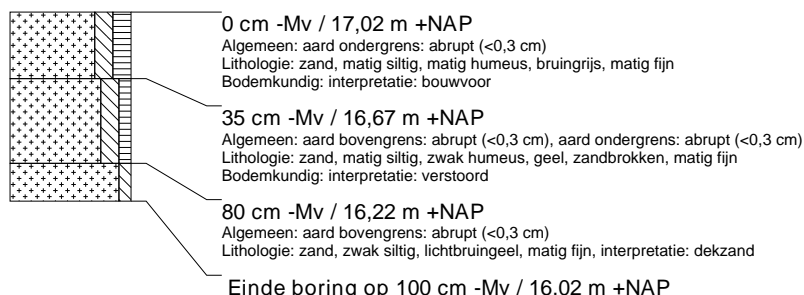 0 cm -Mv / 17,02 m +NAP
Algemeen: aard ondergrens: abrupt (<0,3 cm)
Lithologie: zand, matig siltig, matig humeus, bruingrijs, matig fijn
Bodemkundig: interpretatie: bouwvoor
35 cm -Mv / 16,67 m +NAP
Algemeen: aard bovengrens: abrupt (<0,3 cm), aard ondergrens: abrupt (<0,3 cm)
Lithologie: zand, matig siltig, zwak humeus, geel, zandbrokken, matig fijn
Bodemkundig: interpretatie: verstoord
80 cm -Mv / 16,22 m +NAP
Algemeen: aard bovengrens: abrupt (<0,3 cm)
Lithologie: zand, zwak siltig, lichtbruingeel, matig fijn, interpretatie: dekzand
Einde boring op 100 cm -Mv / 16,02 m +NAP